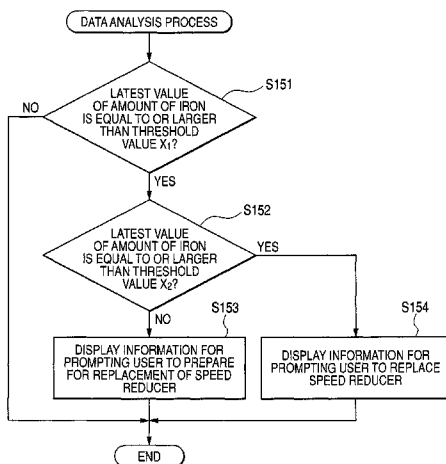 DATA ANALYSIS PROCESS
S151
LATEST VALUE
OF AMOUNT OF IRON
IS EQUAL TO OR LARGER
THAN THRESHOLD
VALUE X₁?
NO
YES
S152
LATEST VALUE
OF AMOUNT OF IRON
IS EQUAL TO OR LARGER
THAN THRESHOLD
VALUE X₂?
YES
NO
S153
DISPLAY INFORMATION FOR
PROMPTING USER TO PREPARE
FOR REPLACEMENT OF SPEED
REDUCER
S154
DISPLAY INFORMATION FOR
PROMPTING USER TO REPLACE
SPEED REDUCER
END